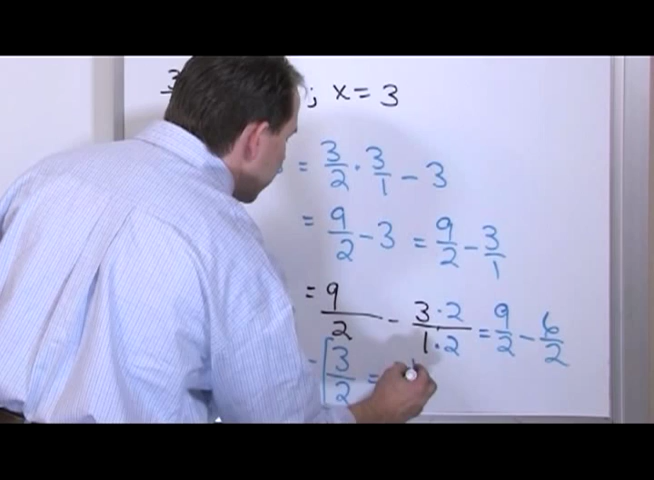 3 ; x = 3
= 3/2 · 3/1 - 3
= 9/2 - 3 = 9/2 - 3/1
= 9/2 - 3·2/1·2 = 9/2 - 6/2
- 3/2 =